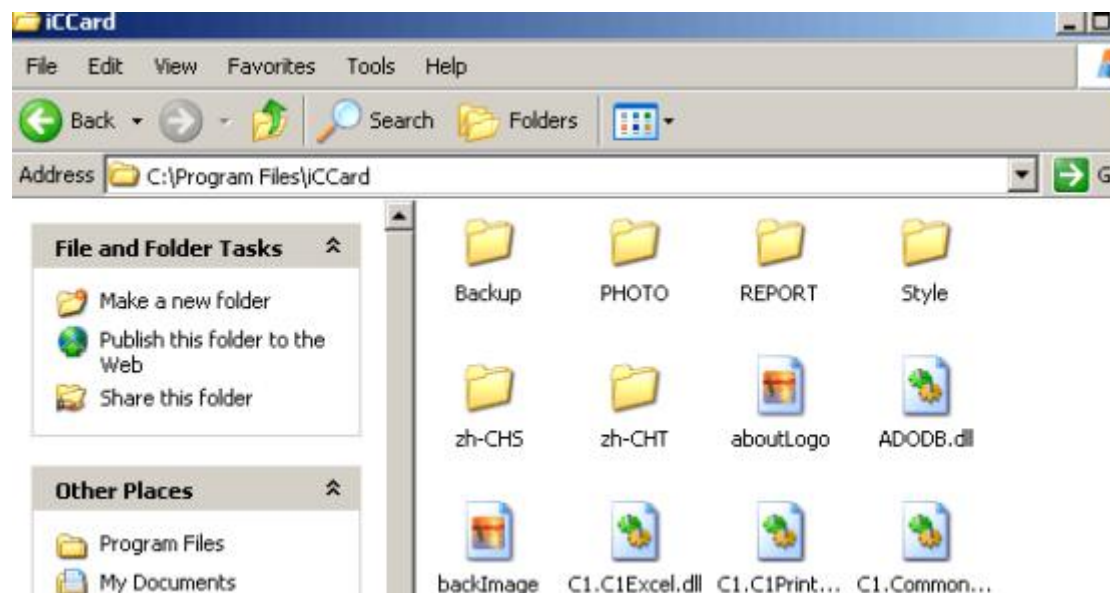 iCCard
File Edit View Favorites Tools Help
Back Search Folders
Address C:\Program Files\iCCard
File and Folder Tasks
Make a new folder
Publish this folder to the
Web
Share this folder
Other Places
Program Files
My Documents
Backup PHOTO REPORT Style
zh-CHS zh-CHT aboutLogo ADODB.dll
backImage C1.C1Excel.dll C1.C1Print... C1.Common...